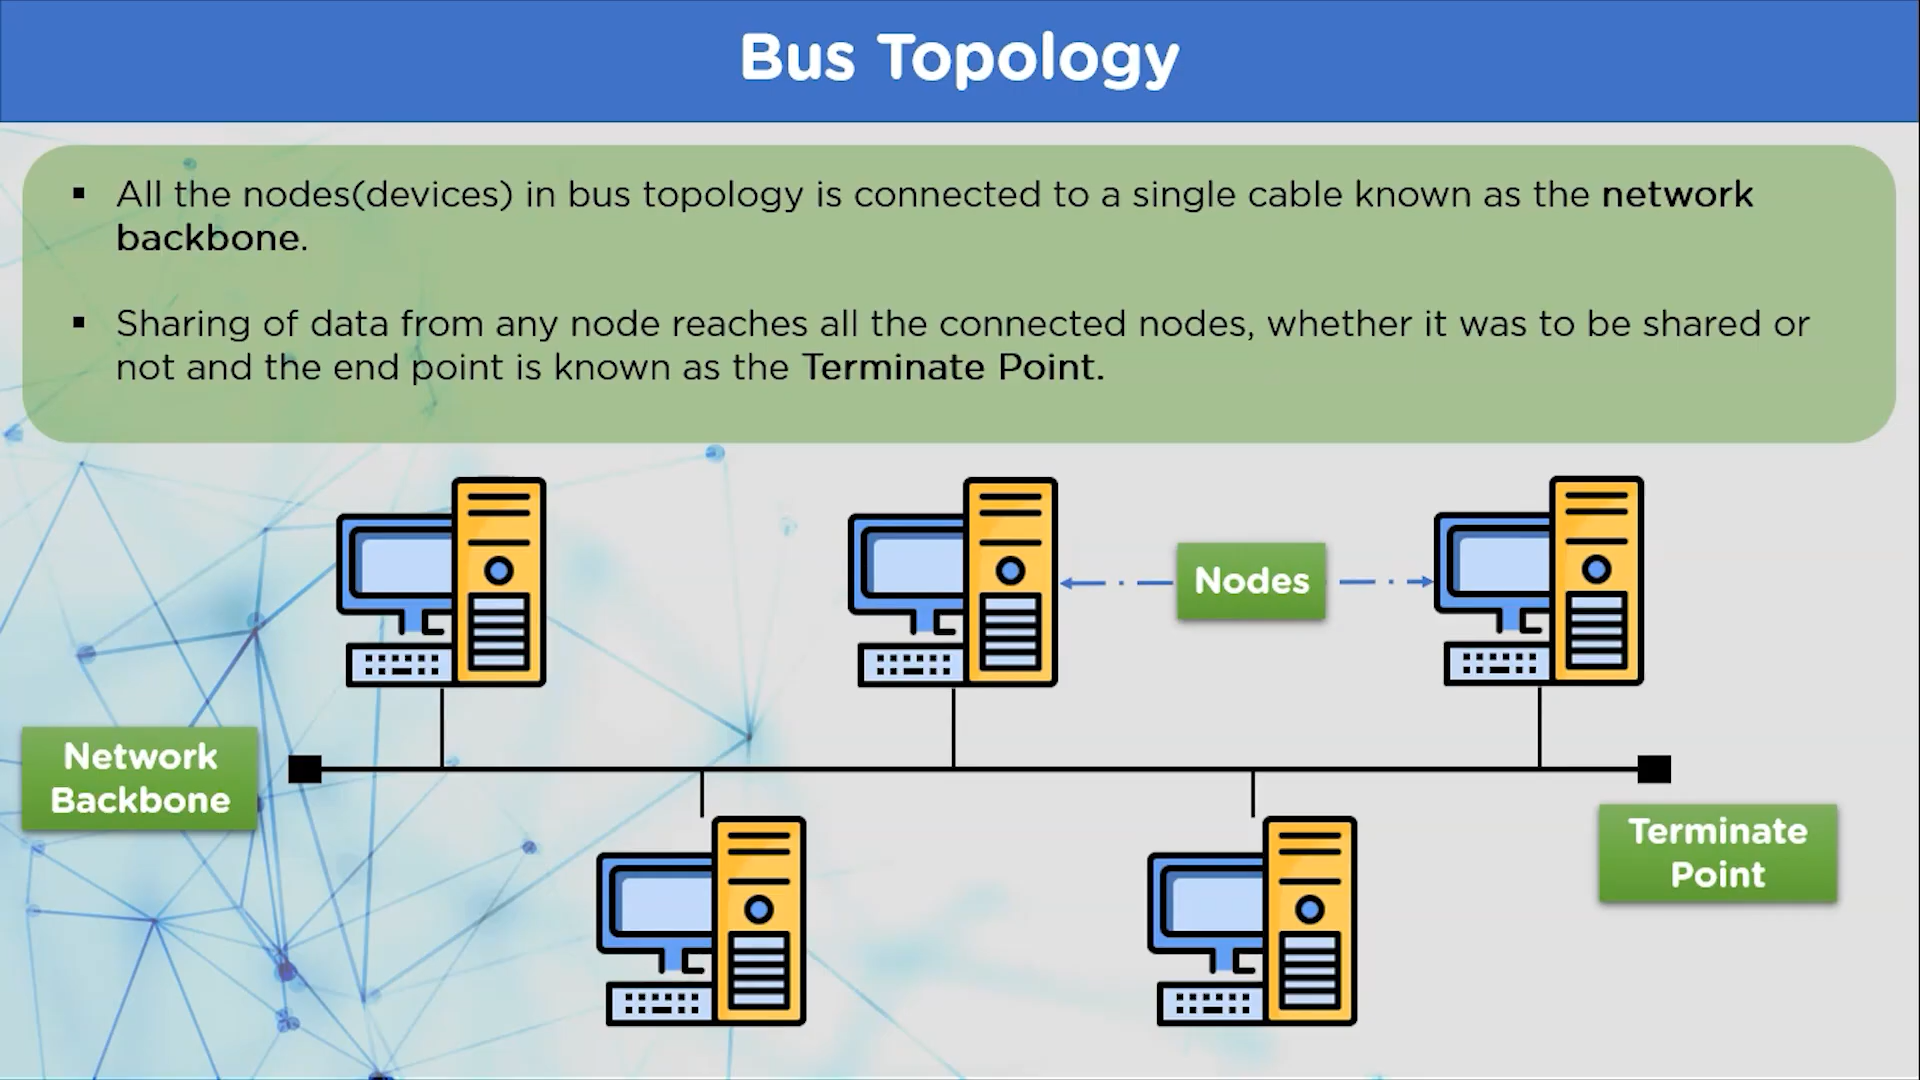 Bus Topology
▪ All the nodes(devices) in bus topology is connected to a single cable known as the network
backbone.
▪ Sharing of data from any node reaches all the connected nodes, whether it was to be shared or
not and the end point is known as the Terminate Point.
Nodes
Network
Backbone
Terminate
Point